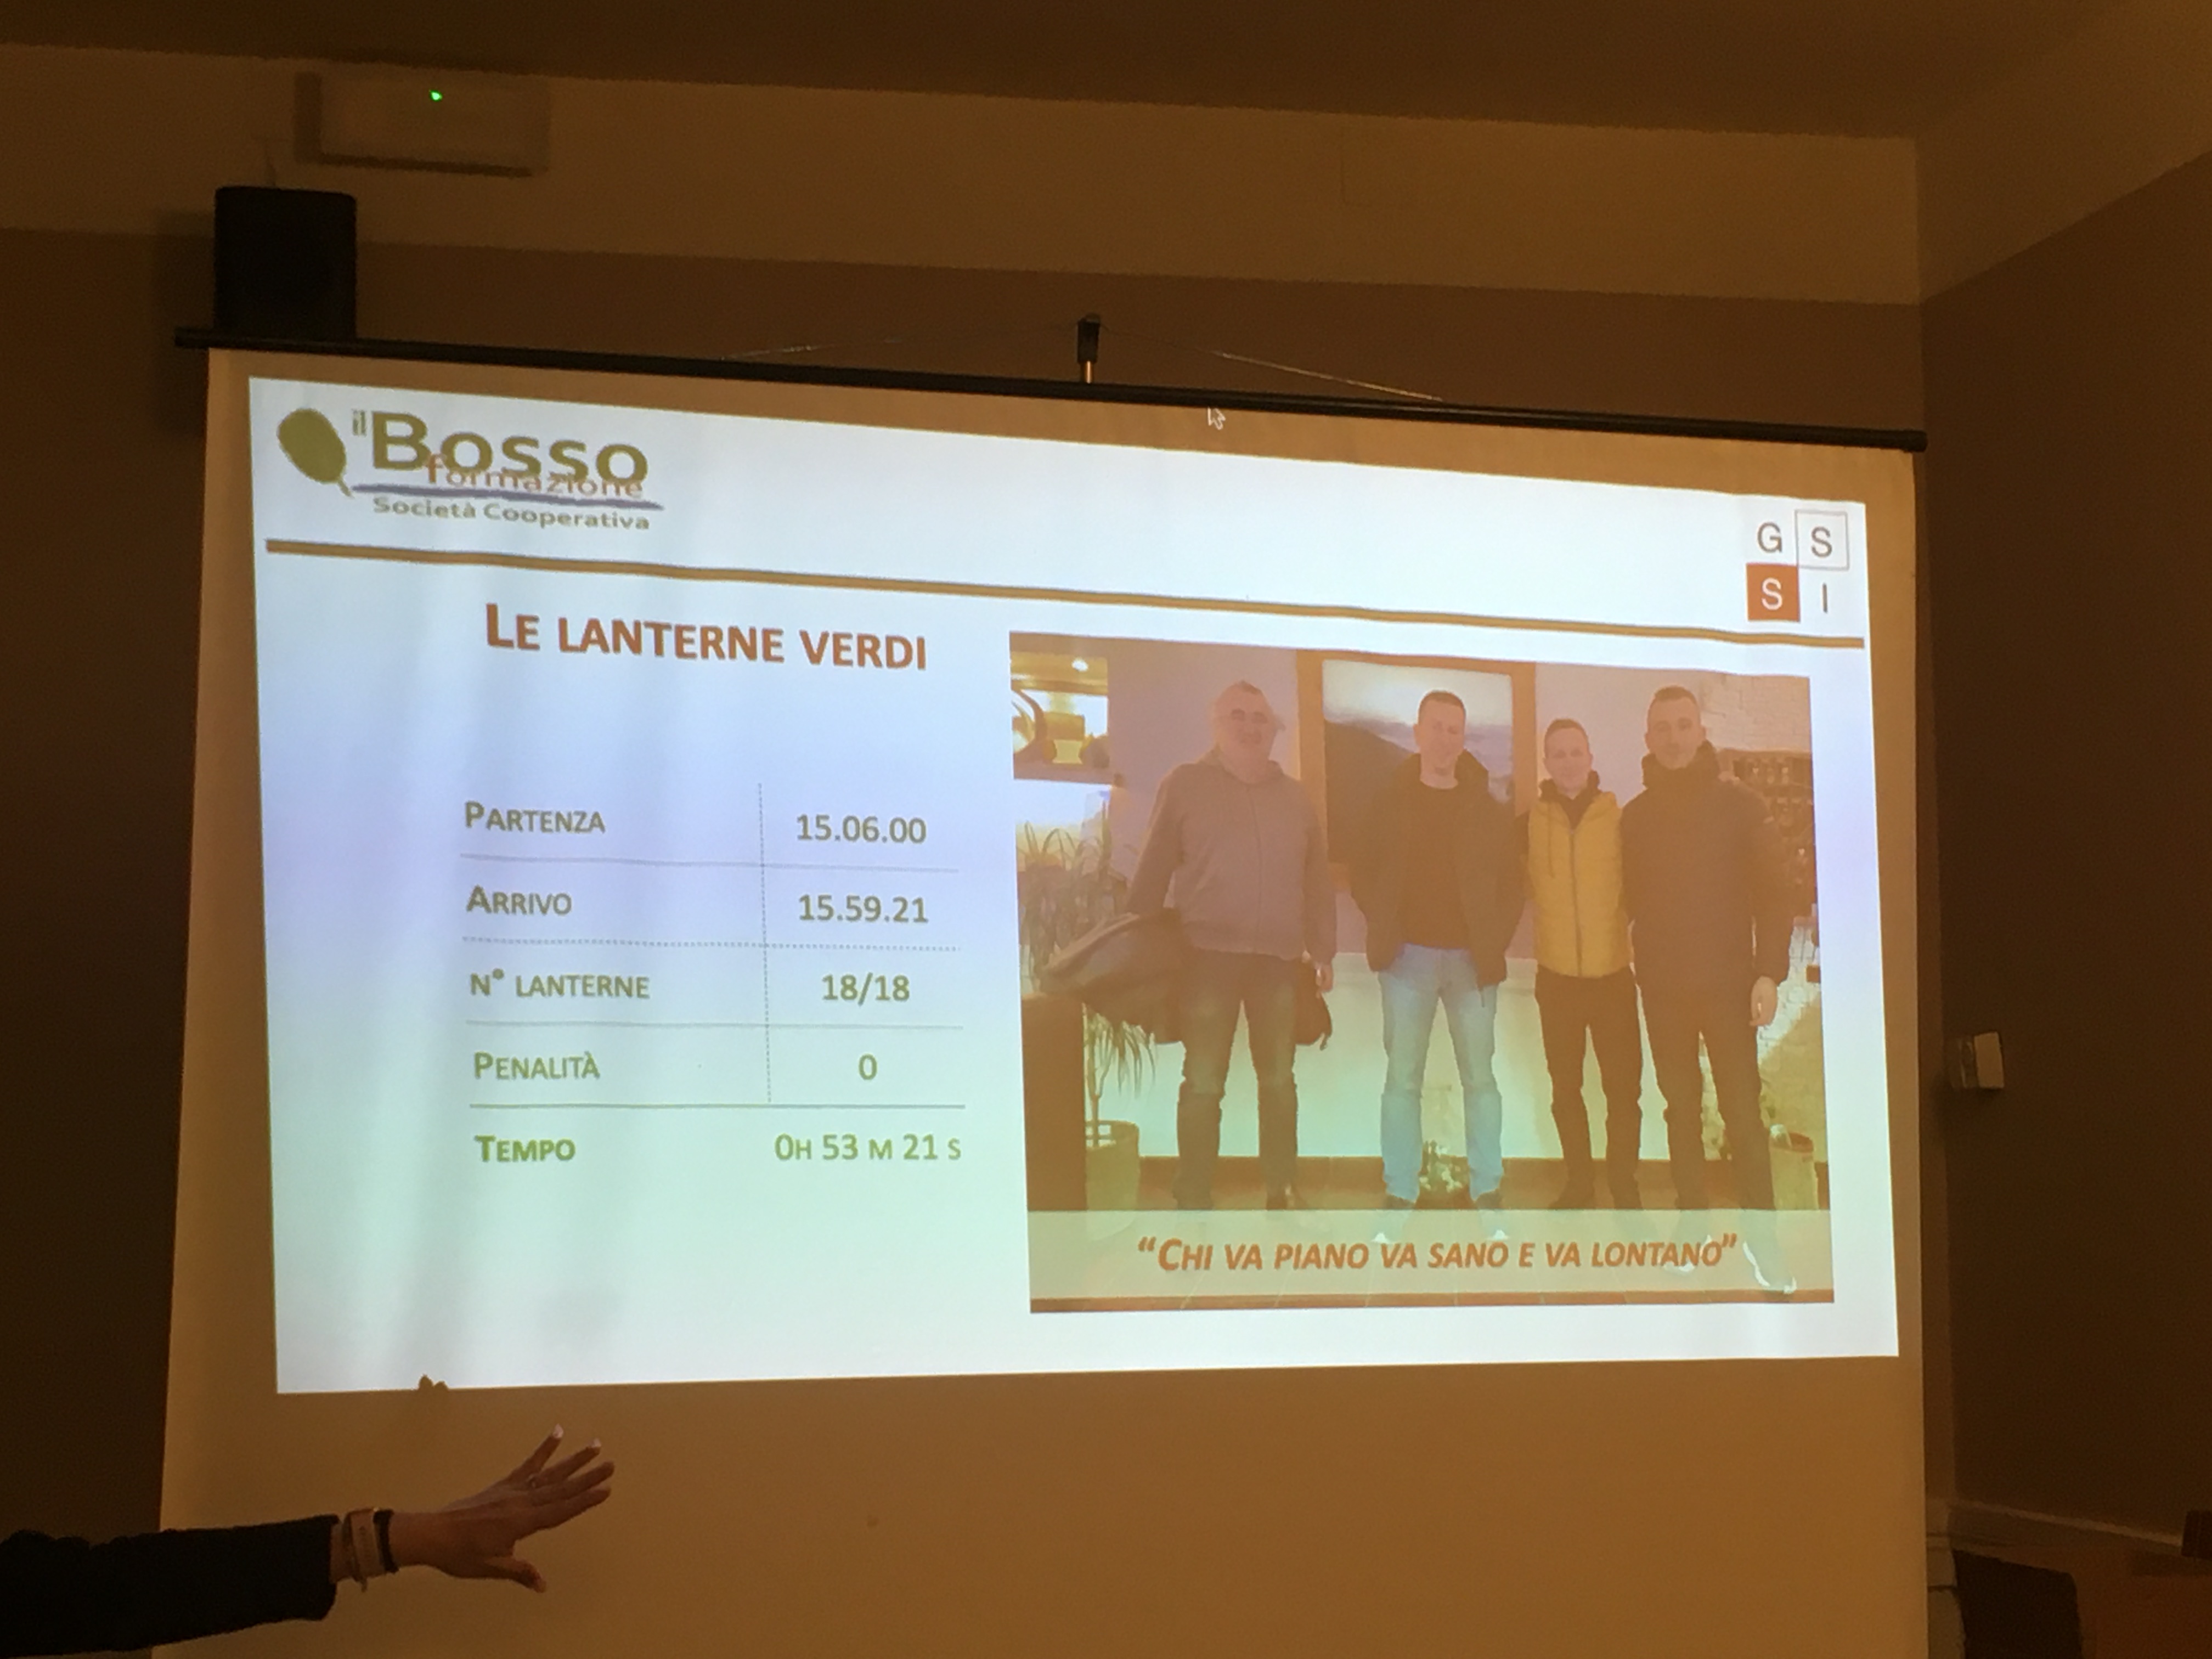 il Bosso
formazione
Società Cooperativa
G S
S I
LE LANTERNE VERDI
PARTENZA 15.06.00
ARRIVO 15.59.21
N° LANTERNE 18/18
PENALITÀ 0
TEMPO 0H 53 M 21 S
“CHI VA PIANO VA SANO E VA LONTANO”